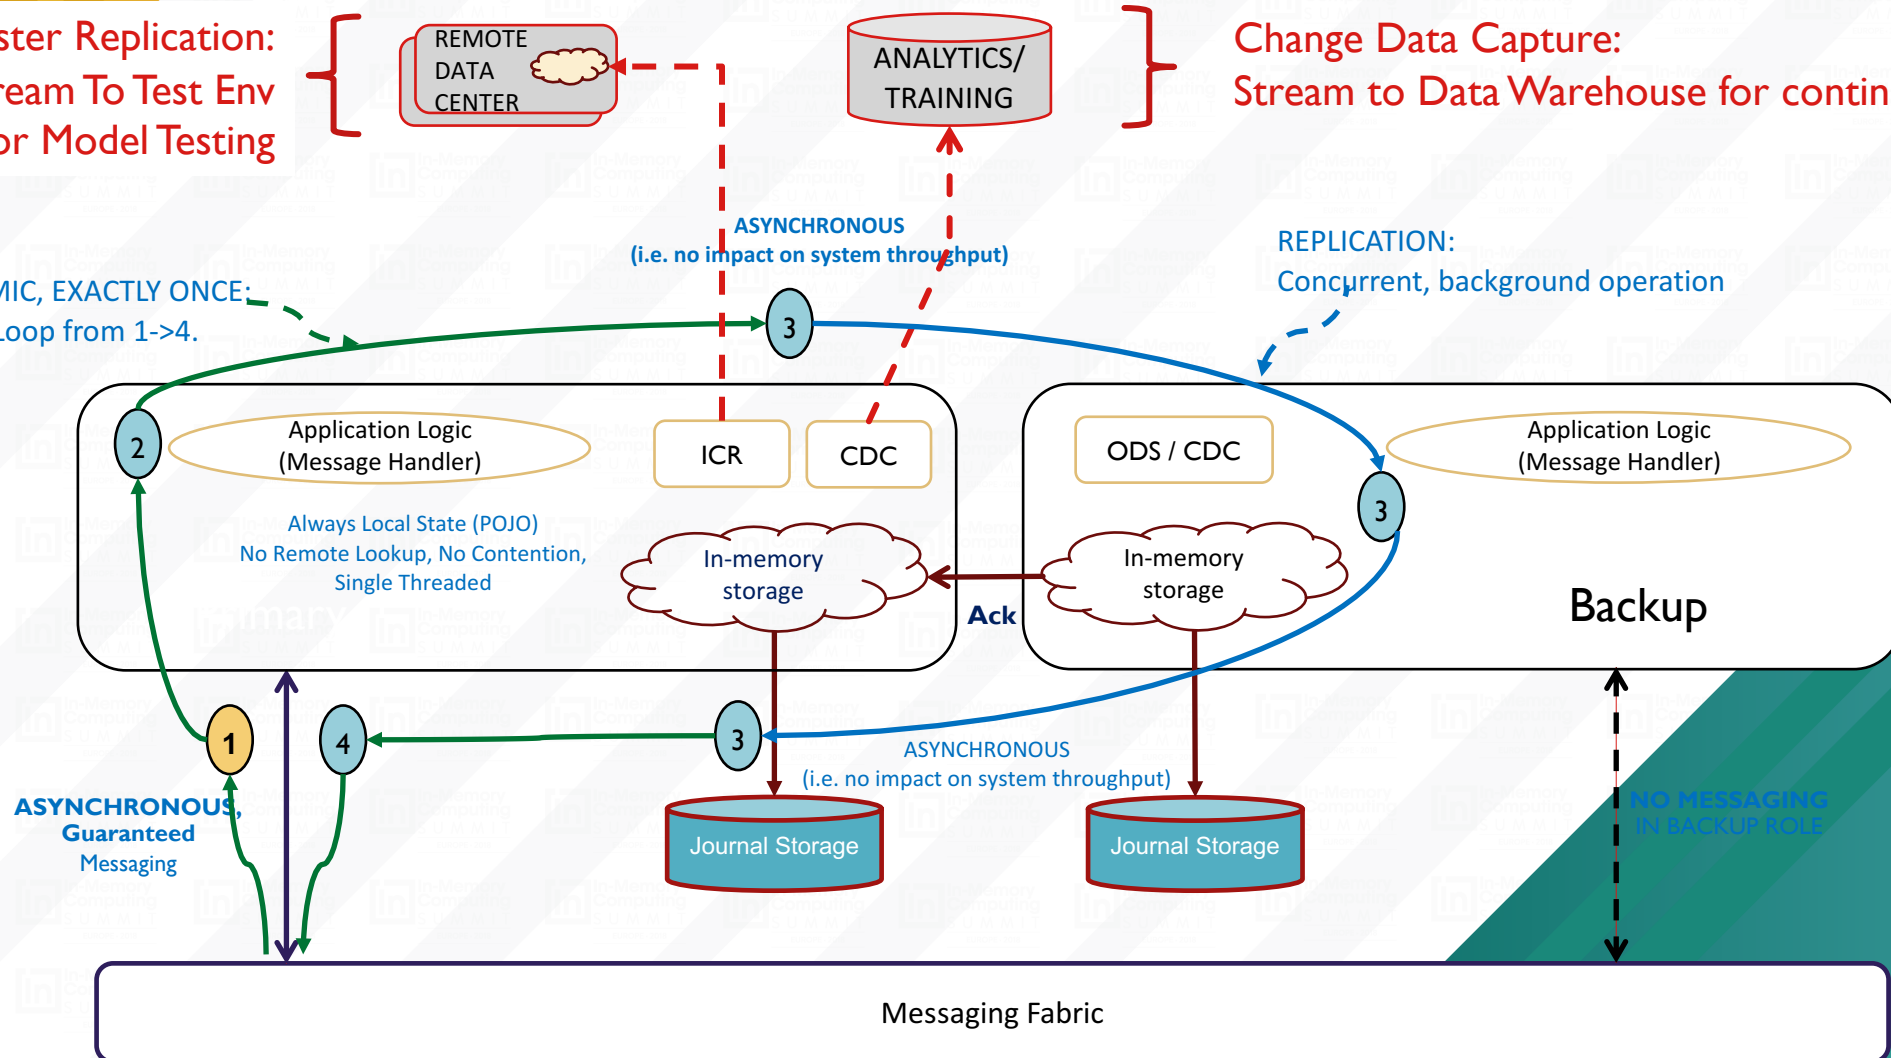 ster Replication:
ream To Test Env
or Model Testing
REMOTE
DATA
CENTER
ANALYTICS/
TRAINING
Change Data Capture:
Stream to Data Warehouse for contin
ASYNCHRONOUS
(i.e. no impact on system throughput)
REPLICATION:
Concurrent, background operation
MIC, EXACTLY ONCE:
Loop from 1->4.
3
2
Application Logic
(Message Handler)
ICR
CDC
ODS / CDC
Application Logic
(Message Handler)
3
Always Local State (POJO)
No Remote Lookup, No Contention,
Single Threaded
In-memory
storage
In-memory
storage
Ack
Primary
Backup
1
4
3
ASYNCHRONOUS
(i.e. no impact on system throughput)
ASYNCHRONOUS,
Guaranteed
Messaging
Journal Storage
Journal Storage
NO MESSAGING
IN BACKUP ROLE
Messaging Fabric
In-Memory
Computing
SUMMIT